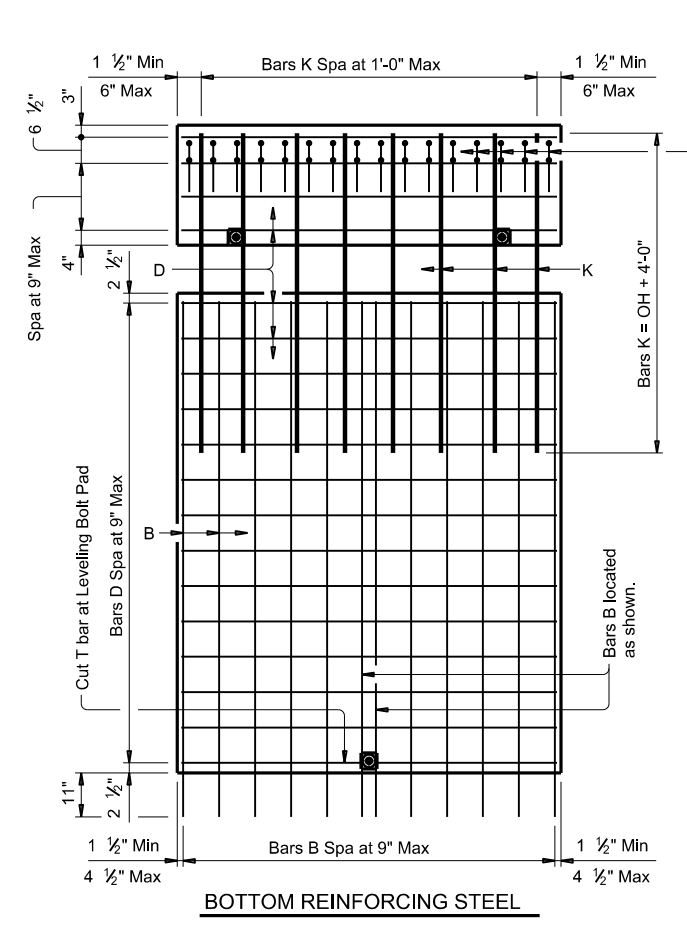 1 ½" Min
6" Max
Bars K Spa at 1'-0" Max
1 ½" Min
6" Max
3"
6 ½"
Spa at 9" Max
4"
2 ½"
D
K
Bars K = OH + 4'-0"
Cut T bar at Leveling Bolt Pad
Bars D Spa at 9" Max
B
Bars B located
as shown.
11"
2 ½"
1 ½" Min
4 ½" Max
Bars B Spa at 9" Max
1 ½" Min
4 ½" Max
BOTTOM REINFORCING STEEL